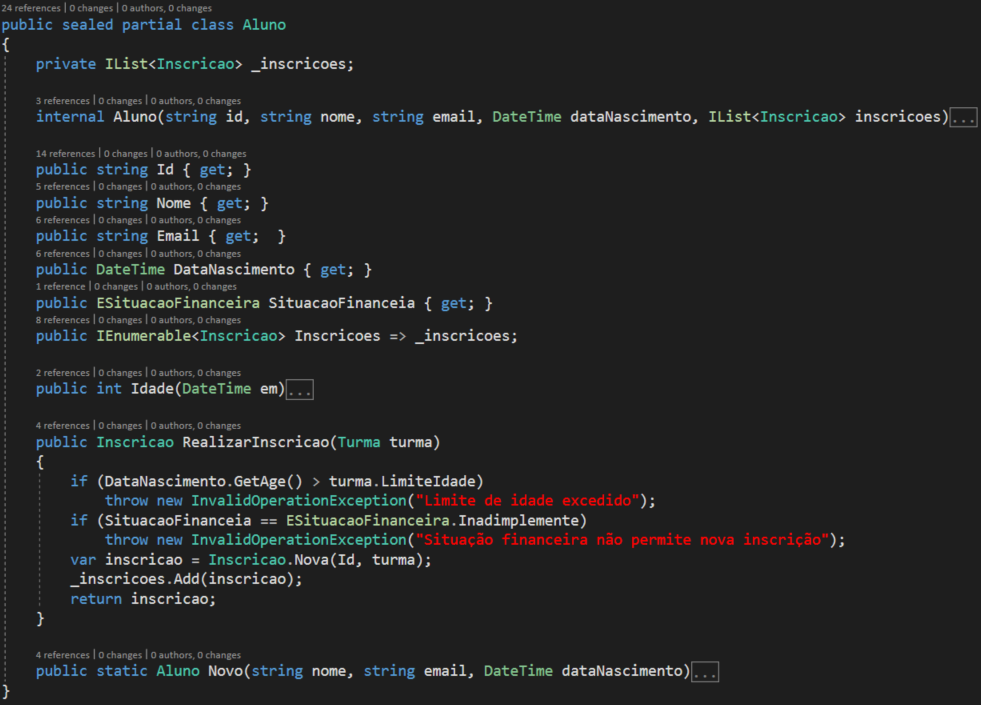 24 references | 0 changes | 0 authors, 0 changes
public sealed partial class Aluno
{
    private IList<Inscricao> _inscricoes;
    3 references | 0 changes | 0 authors, 0 changes
    internal Aluno(string id, string nome, string email, DateTime dataNascimento, IList<Inscricao> inscricoes)...
    14 references | 0 changes | 0 authors, 0 changes
    public string Id { get; }
    5 references | 0 changes | 0 authors, 0 changes
    public string Nome { get; }
    6 references | 0 changes | 0 authors, 0 changes
    public string Email { get;  }
    6 references | 0 changes | 0 authors, 0 changes
    public DateTime DataNascimento { get; }
    1 reference | 0 changes | 0 authors, 0 changes
    public ESituacaoFinanceira SituacaoFinanceia { get; }
    8 references | 0 changes | 0 authors, 0 changes
    public IEnumerable<Inscricao> Inscricoes => _inscricoes;
    2 references | 0 changes | 0 authors, 0 changes
    public int Idade(DateTime em)...
    4 references | 0 changes | 0 authors, 0 changes
    public Inscricao RealizarInscricao(Turma turma)
    {
        if (DataNascimento.GetAge() > turma.LimiteIdade)
            throw new InvalidOperationException("Limite de idade excedido");
        if (SituacaoFinanceia == ESituacaoFinanceira.Inadimplente)
            throw new InvalidOperationException("Situação financeira não permite nova inscrição");
        var inscricao = Inscricao.Nova(Id, turma);
        _inscricoes.Add(inscricao);
        return inscricao;
    }
    4 references | 0 changes | 0 authors, 0 changes
    public static Aluno Novo(string nome, string email, DateTime dataNascimento)...
}